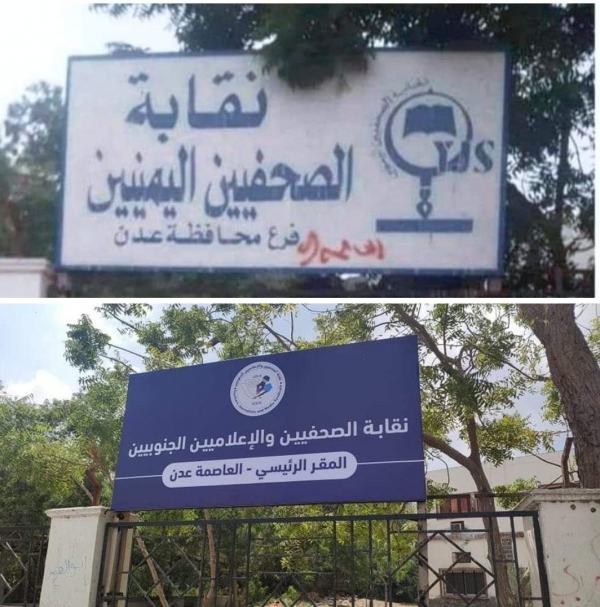 نقابة
الصحفيين اليمنيين
فرع محافظة عدن
YJS
نقابة الصحفيين والإعلاميين الجنوبيين
المقر الرئيسي - العاصمة عدن